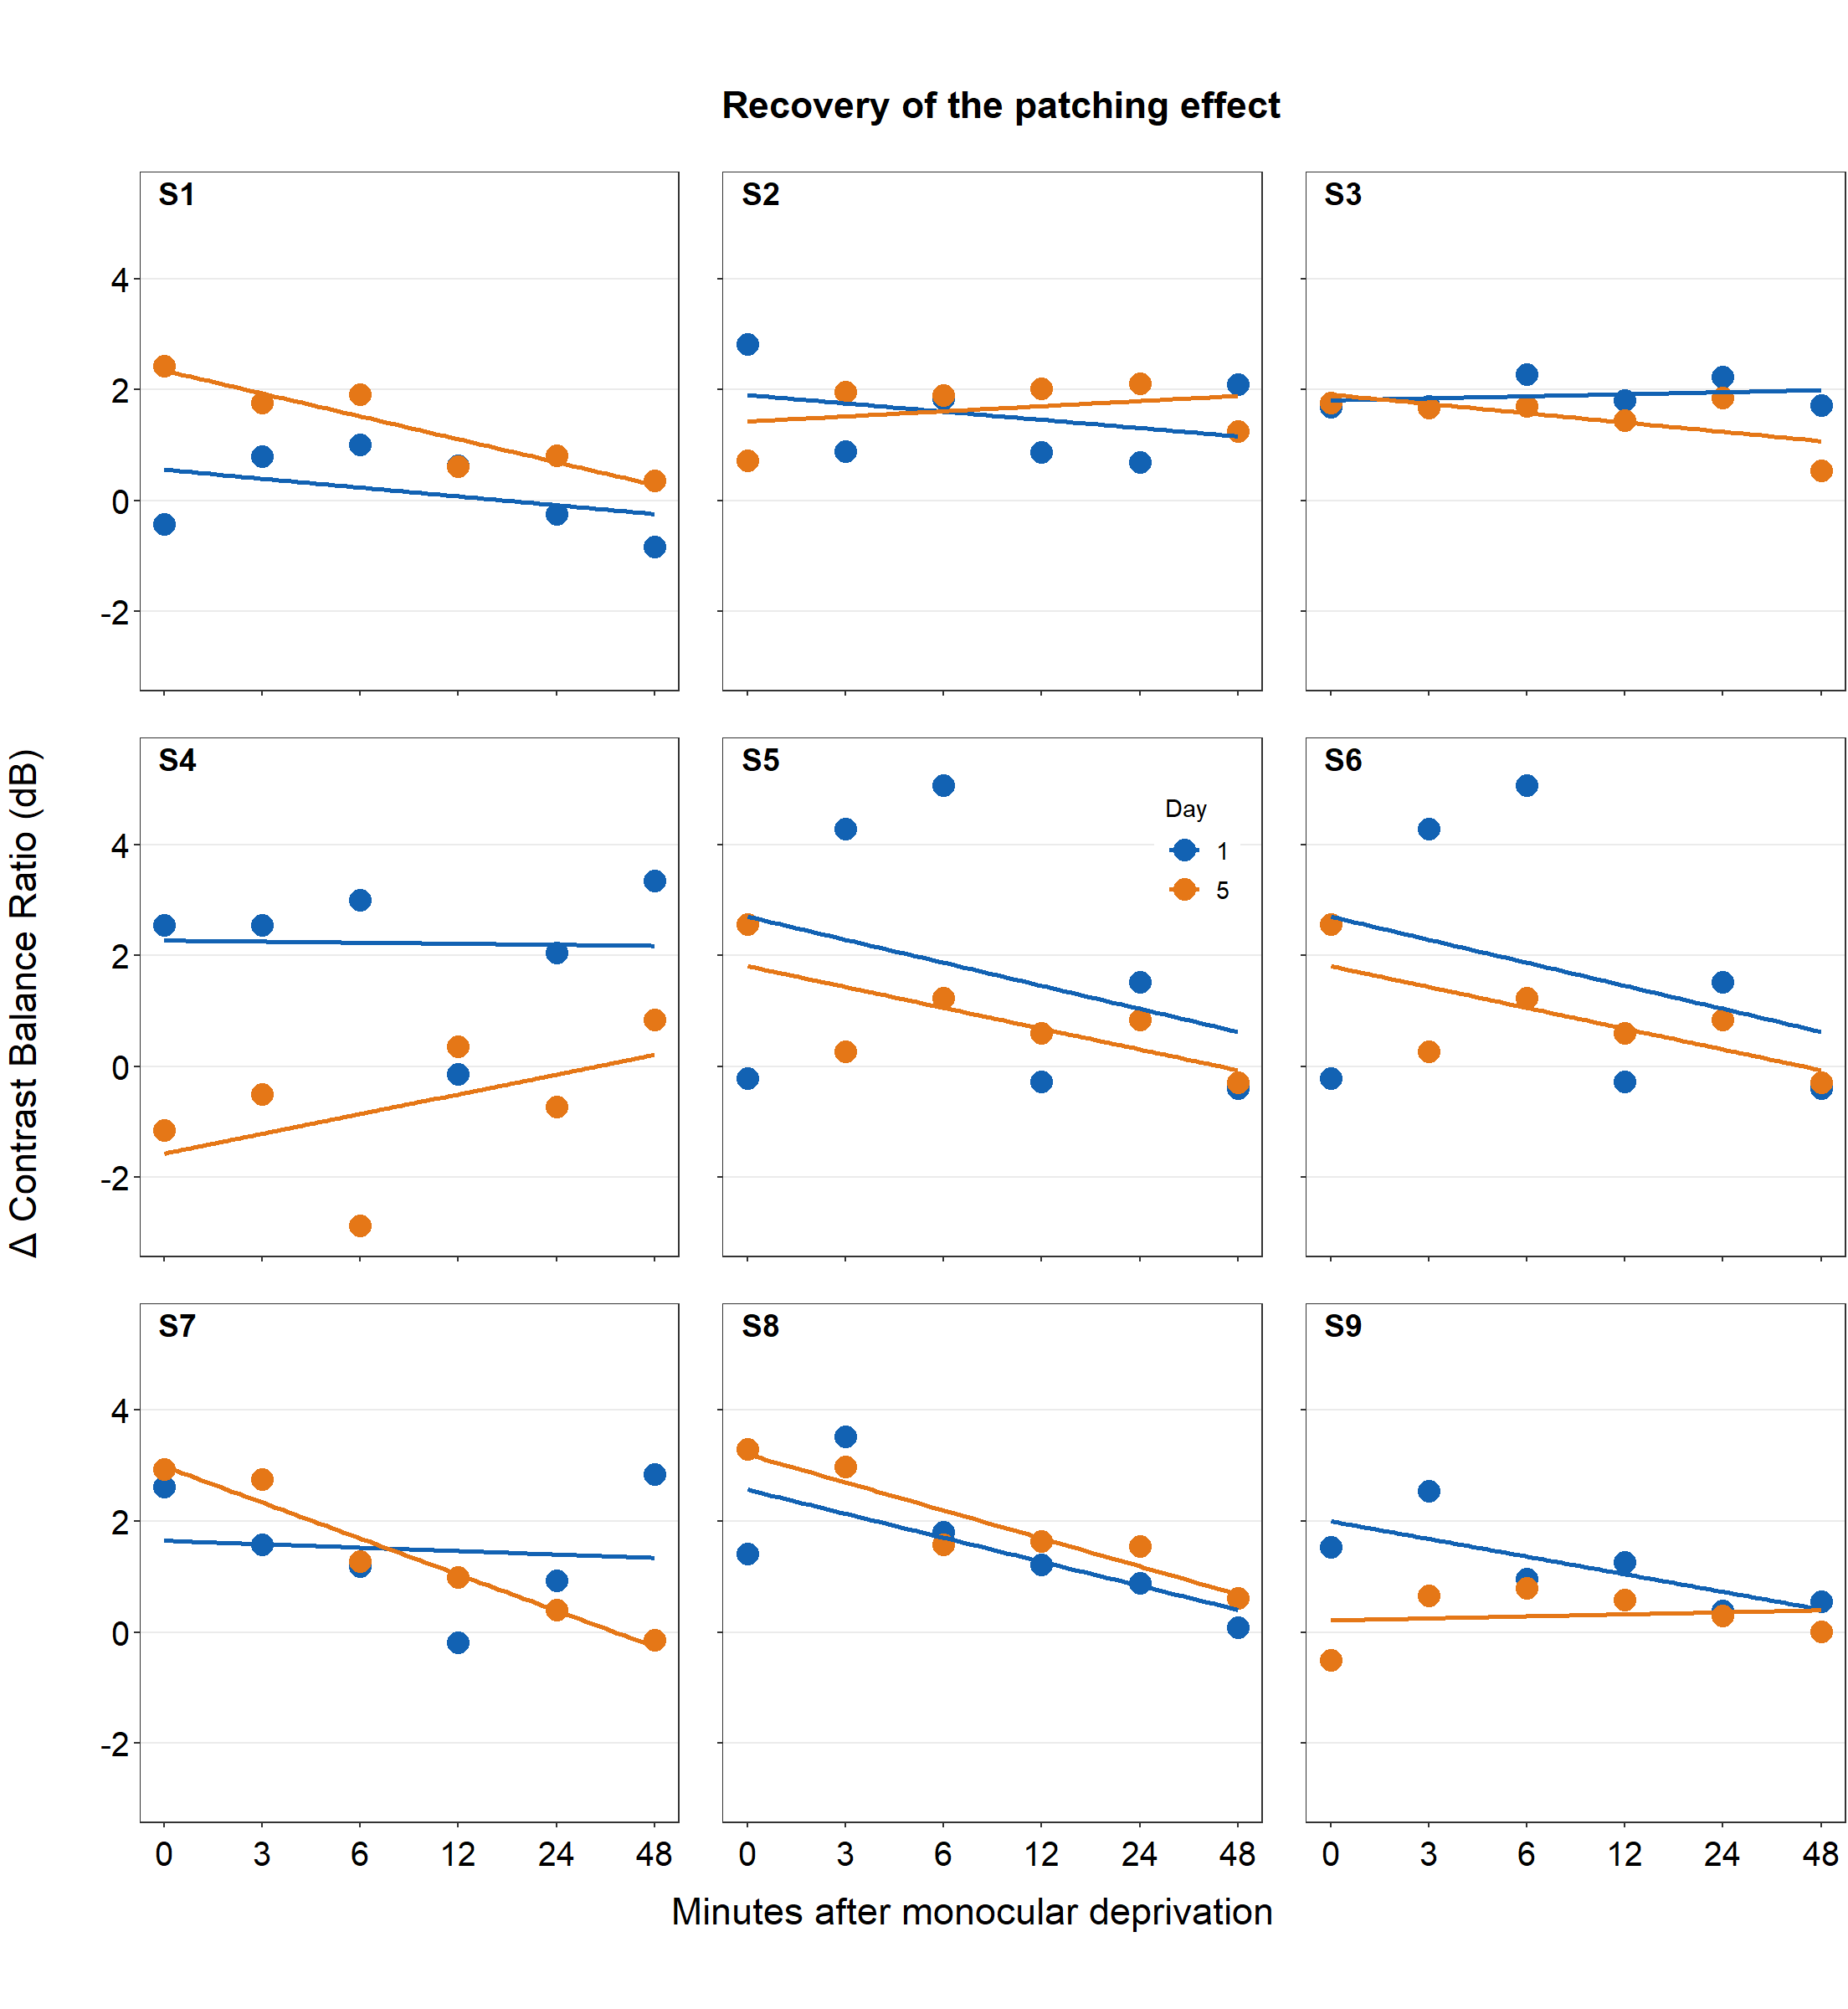 Recovery of the patching effect
S1
S2
S3
4
2
0
-2
S4
S5
S6
Day
1
5
4
2
0
-2
Δ Contrast Balance Ratio (dB)
S7
S8
S9
4
2
0
-2
0 3 6 12 24 48
0 3 6 12 24 48
0 3 6 12 24 48
Minutes after monocular deprivation